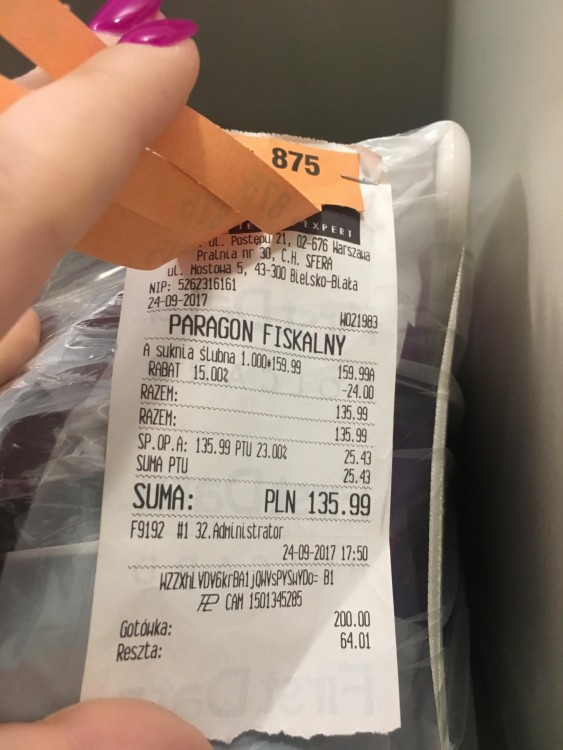 875
EXPERT
ul. Postępu 21, 02-676 Warszawa
Pralnia nr 30, C.H. SFERA
ul. Mostowa 5, 43-300 Bielsko-Biała
NIP: 5262316161
24-09-2017 W021983
PARAGON FISKALNY
A suknia ślubna 1.000*159.99 159.99A
RABAT 15.00% -24.00
RAZEM: 135.99
RAZEM: 135.99
SP.OP.A: 135.99 PTU 23.00% 25.43
SUMA PTU 25.43
SUMA: PLN 135.99
F9192 #1 32.Administrator
24-09-2017 17:50
B1
CAM 1501345285
Gotówka: 200.00
Reszta: 64.01